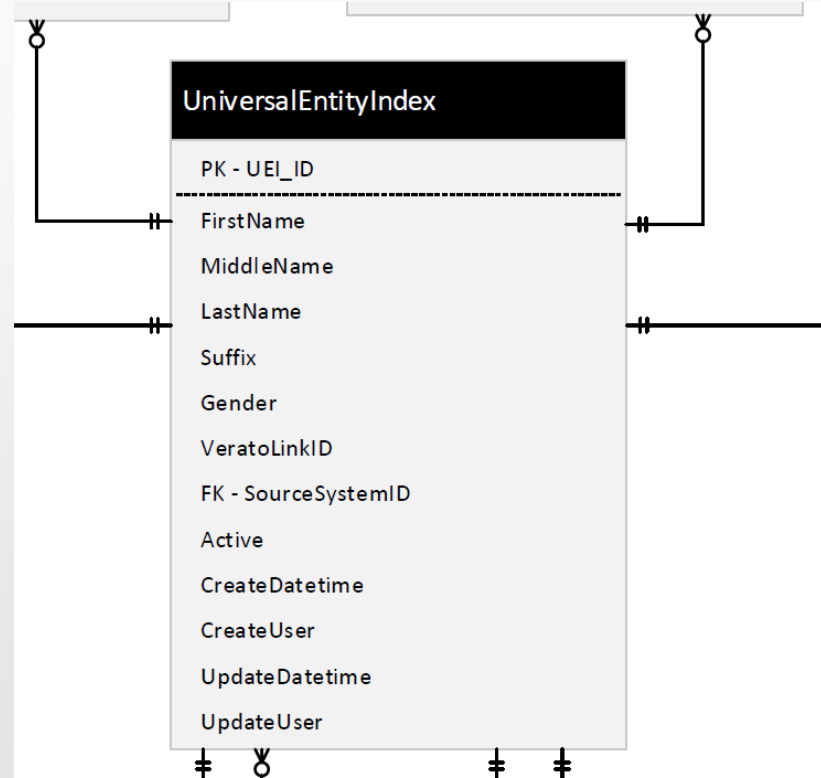 UniversalEntityIndex
PK - UEI_ID
FirstName
MiddleName
LastName
Suffix
Gender
VeratoLinkID
FK - SourceSystemID
Active
CreateDatetime
CreateUser
UpdateDatetime
UpdateUser